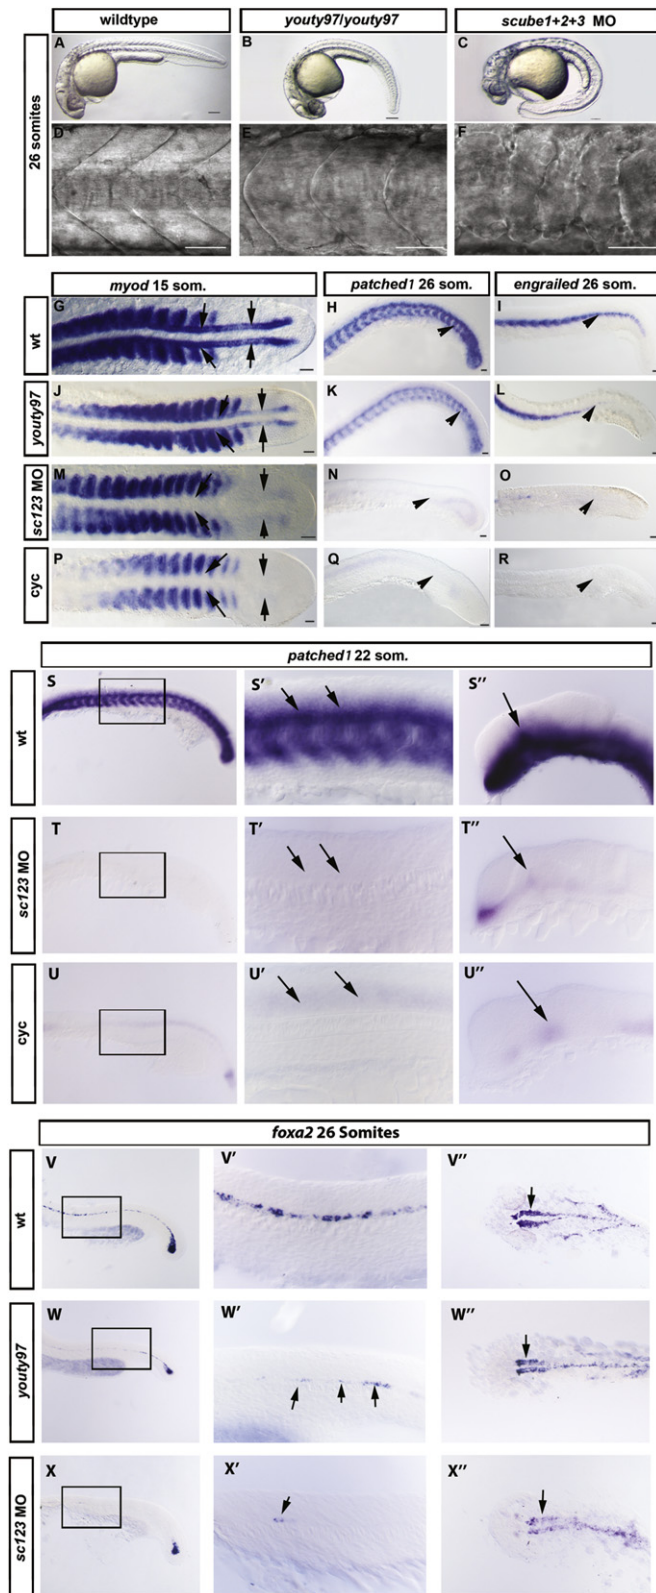 wildtype
youty97/youty97
scube1+2+3 MO
26 somites
A
B
C
D
E
F
myod 15 som.
patched1 26 som.
engrailed 26 som.
wt
G
H
I
youty97
J
K
L
sc123 MO
M
N
O
cyc
P
Q
R
patched1 22 som.
wt
S
S'
S''
sc123 MO
T
T'
T''
cyc
U
U'
U''
foxa2 26 Somites
wt
V
V'
V''
youty97
W
W'
W''
sc123 MO
X
X'
X''